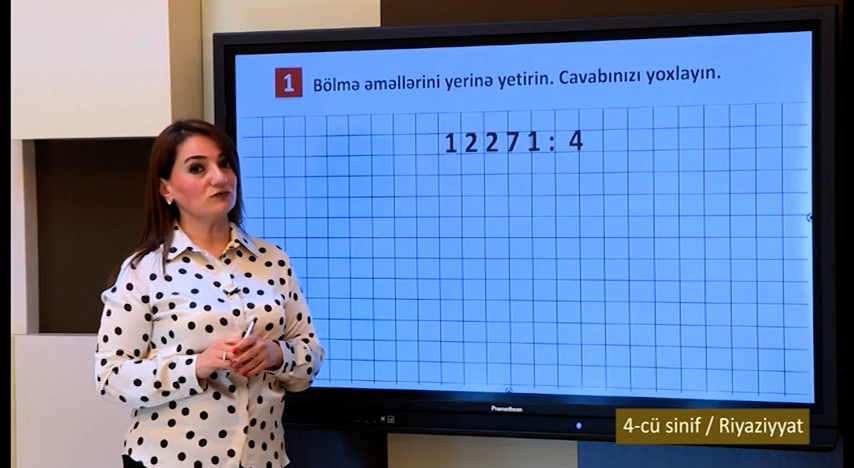 1 Bölmə əməllərini yerinə yetirin. Cavabınızı yoxlayın.
12271: 4
Promethean
4-cü sinif / Riyaziyyat